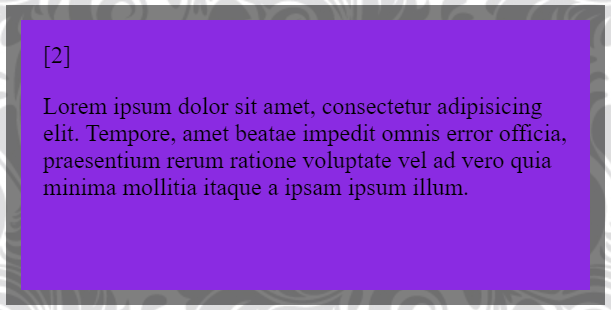 [2]
Lorem ipsum dolor sit amet, consectetur adipisicing
elit. Tempore, amet beatae impedit omnis error officia,
praesentium rerum ratione voluptate vel ad vero quia
minima mollitia itaque a ipsam ipsum illum.